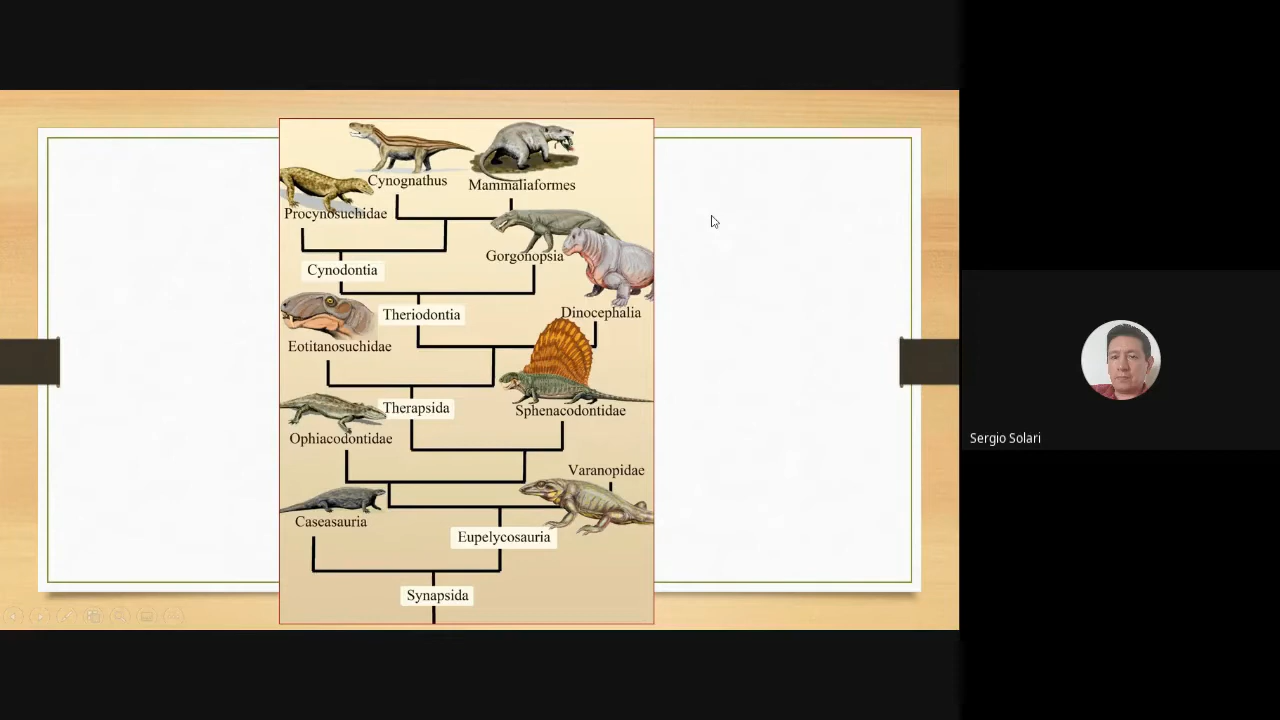 Cynognathus
Mammaliaformes
Procynosuchidae
Gorgonopsia
Cynodontia
Dinocephalia
Theriodontia
Eotitanosuchidae
Therapsida
Sphenacodontidae
Ophiacodontidae
Sergio Solari
Varanopidae
Caseasauria
Eupelycosauria
Synapsida